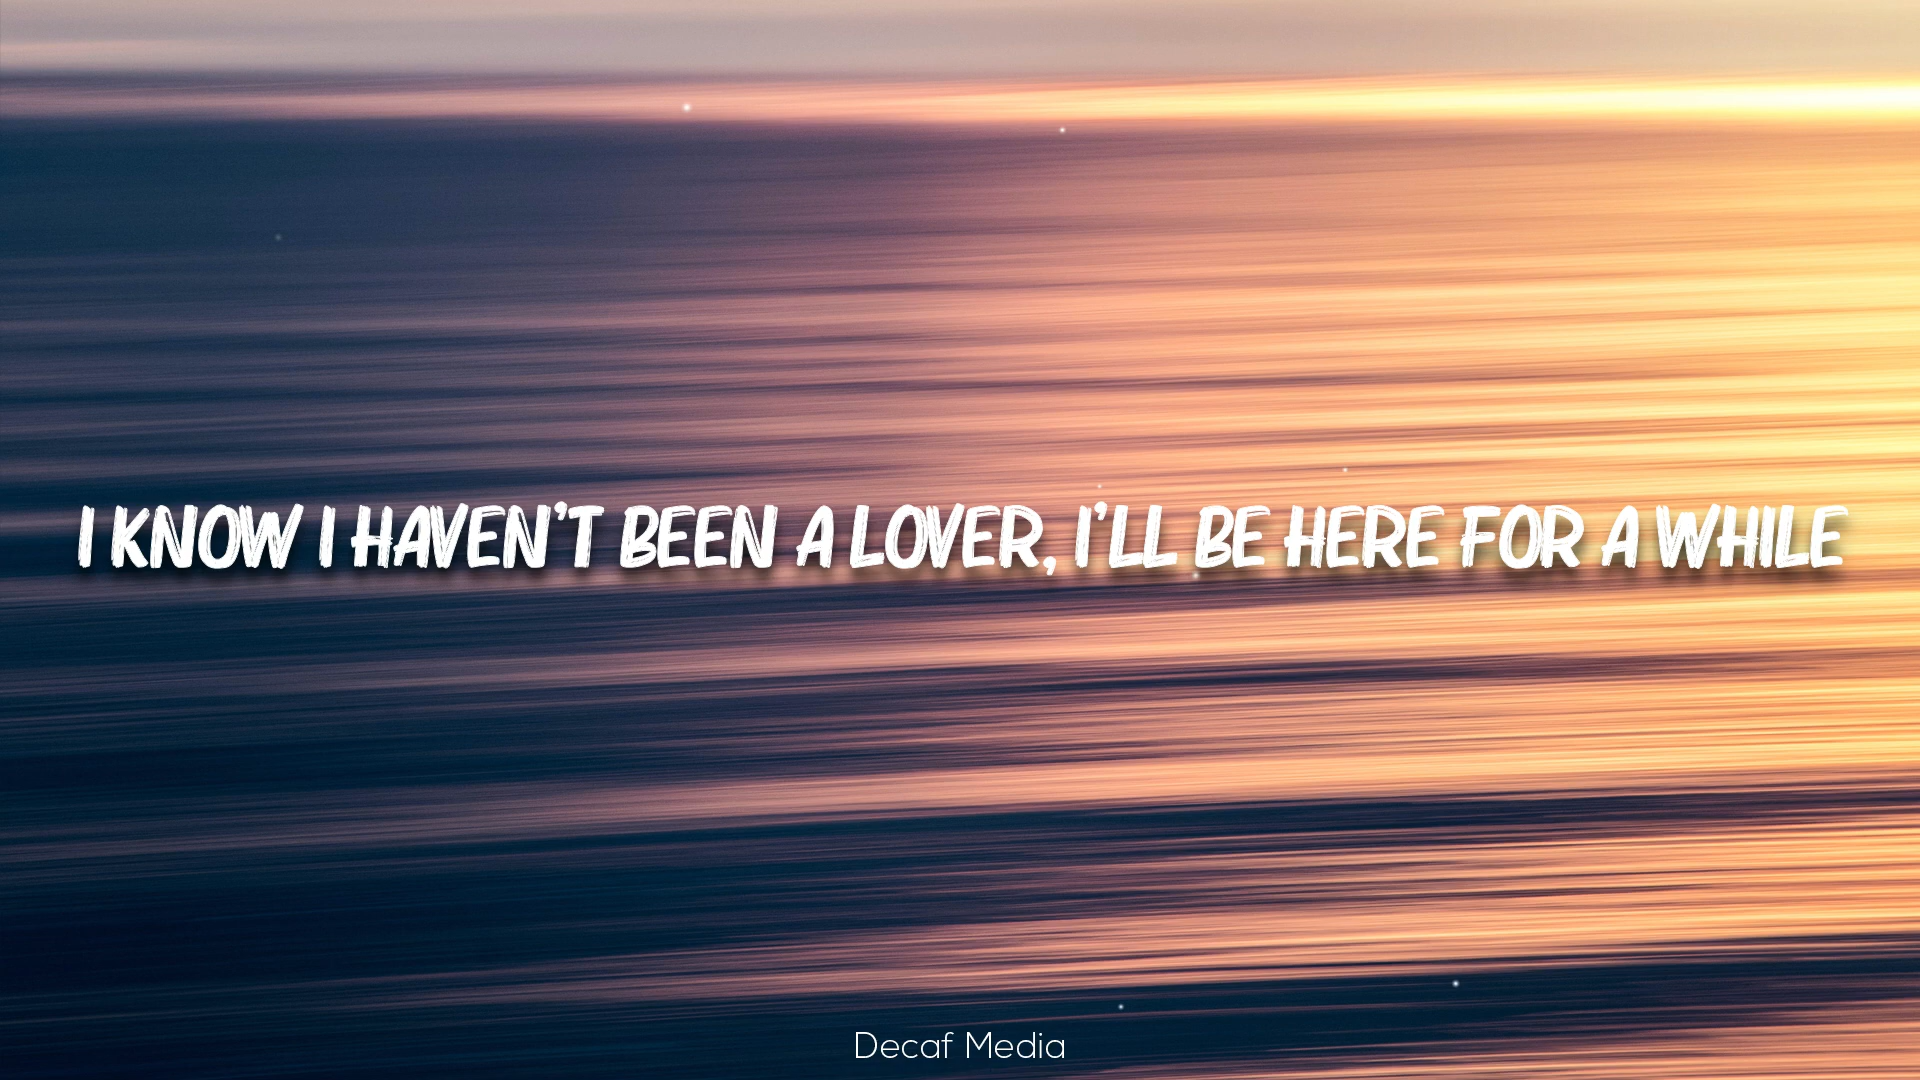 I KNOW I HAVEN'T BEEN A LOVER, I'LL BE HERE FOR A WHILE
Decaf Media